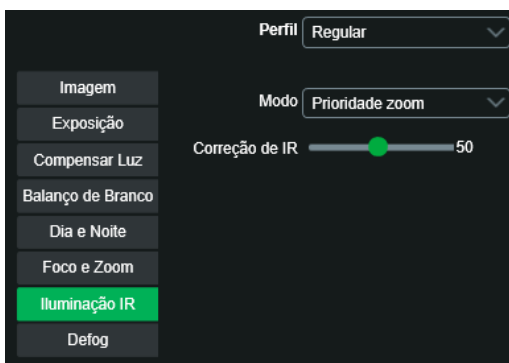 Perfil Regular
Imagem
Modo Prioridade zoom
Exposição
Correção de IR 50
Compensar Luz
Balanço de Branco
Dia e Noite
Foco e Zoom
Iluminação IR
Defog